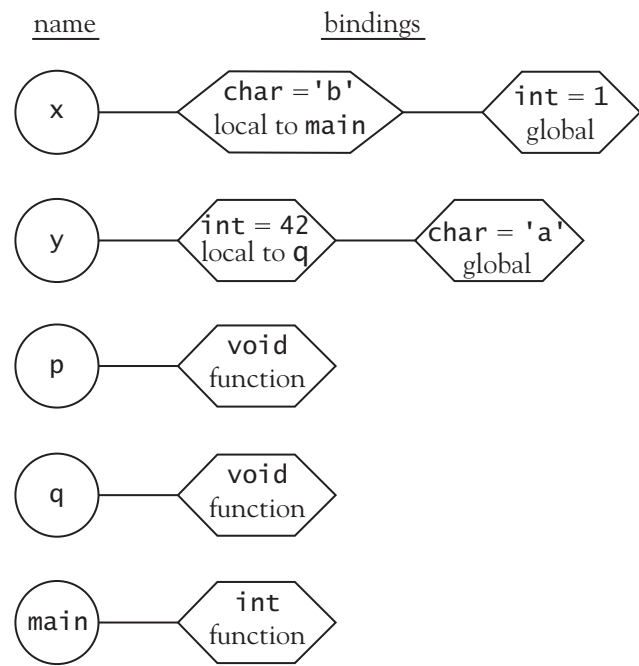 name bindings
x char ='b' int = 1
local to main global
y int = 42 char = 'a'
local to q global
p void
function
q void
function
main int
function